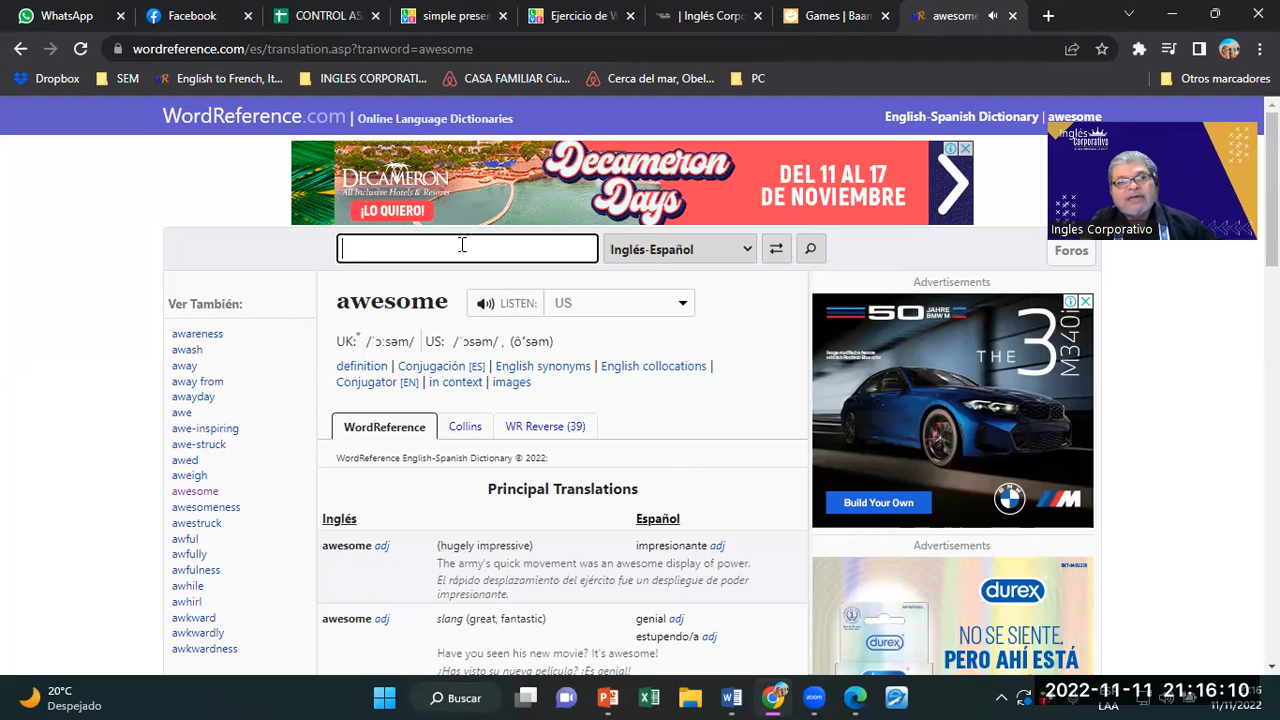 WhatsApp
Facebook
CONTROL AS
simple presen
Ejercicio de W
| Inglés Corpo
Games | Baam
awesome
wordreference.com/es/translation.asp?tranword=awesome
Dropbox
SEM
English to French, It...
INGLES CORPORATI...
CASA FAMILIAR Ciu...
Cerca del mar, Obel...
PC
Otros marcadores
WordReference.com | Online Language Dictionaries
English-Spanish Dictionary | awesome
DECAMERON
All Inclusive Hotels & Resorts
¡LO QUIERO!
Decameron
Days
DEL 11 AL 17
DE NOVIEMBRE
Inglés
Corporativo
Ingles Corporativo
Inglés-Español
Foros
Ver También:
awareness
awash
away
away from
awayday
awe
awe-inspiring
awe-struck
awed
aweigh
awesome
awesomeness
awestruck
awful
awfully
awfulness
awhile
awhirl
awkward
awkwardly
awkwardness
awesome
LISTEN:
US
UK:* /ˈɔːsəm/ US: /ˈɔsəm/ , (ô′səm)
definition | Conjugación [ES] | English synonyms | English collocations |
Conjugator [EN] | in context | images
WordReference
Collins
WR Reverse (39)
WordReference English-Spanish Dictionary © 2022:
Principal Translations
Inglés
Español
awesome adj
(hugely impressive)
impresionante adj
The army's quick movement was an awesome display of power.
El rápido desplazamiento del ejército fue un despliegue de poder
impresionante.
awesome adj
slang (great, fantastic)
genial adj
estupendo/a adj
Have you seen his new movie? It's awesome!
¿Has visto su nueva película? ¡Es genial!
Advertisements
50 JAHRE
BMW M
THE 3
M340i
Build Your Own
M
Advertisements
durex
durex
NO SE SIENTE,
PERO AHÍ ESTÁ
20°C
Despejado
Buscar
zoom
LAA
2022-11-11 21:16:10
11/11/2022